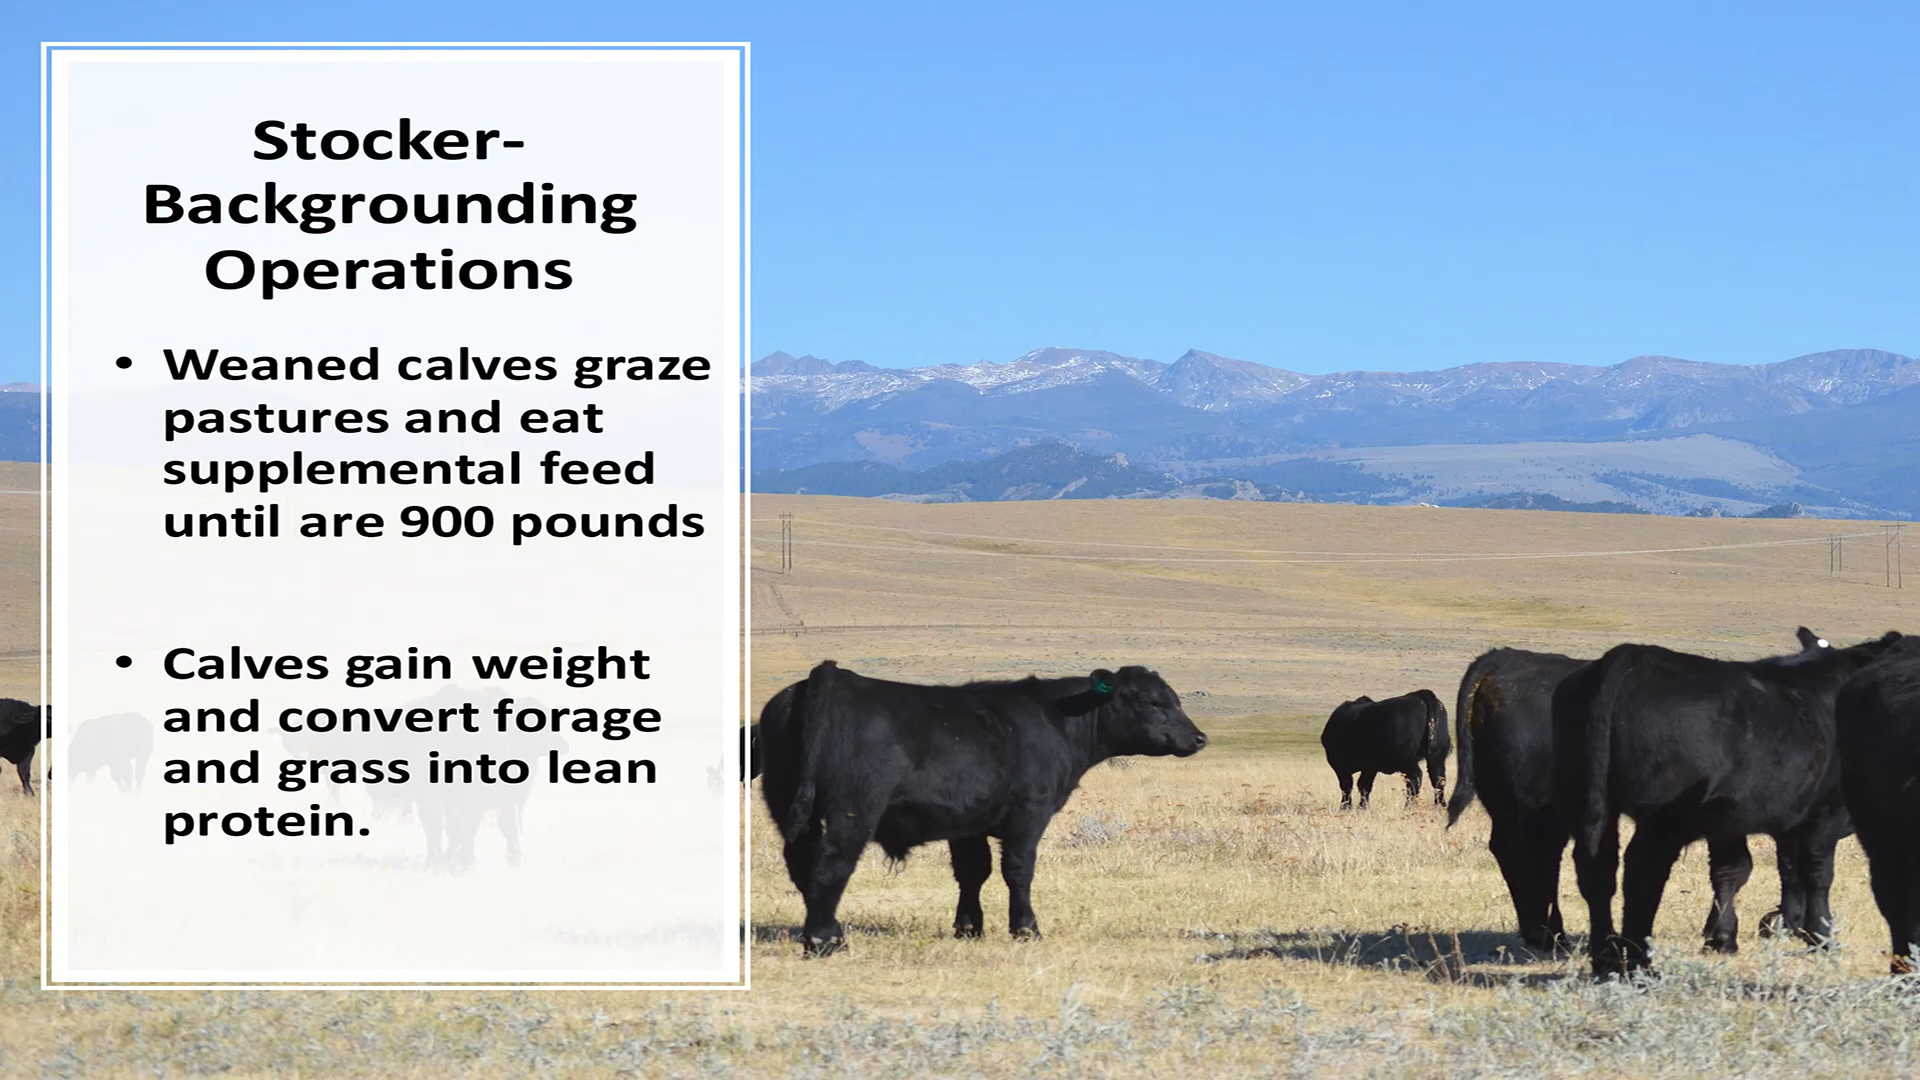 Stocker-
Backgrounding
Operations
• Weaned calves graze
pastures and eat
supplemental feed
until are 900 pounds
• Calves gain weight
and convert forage
and grass into lean
protein.